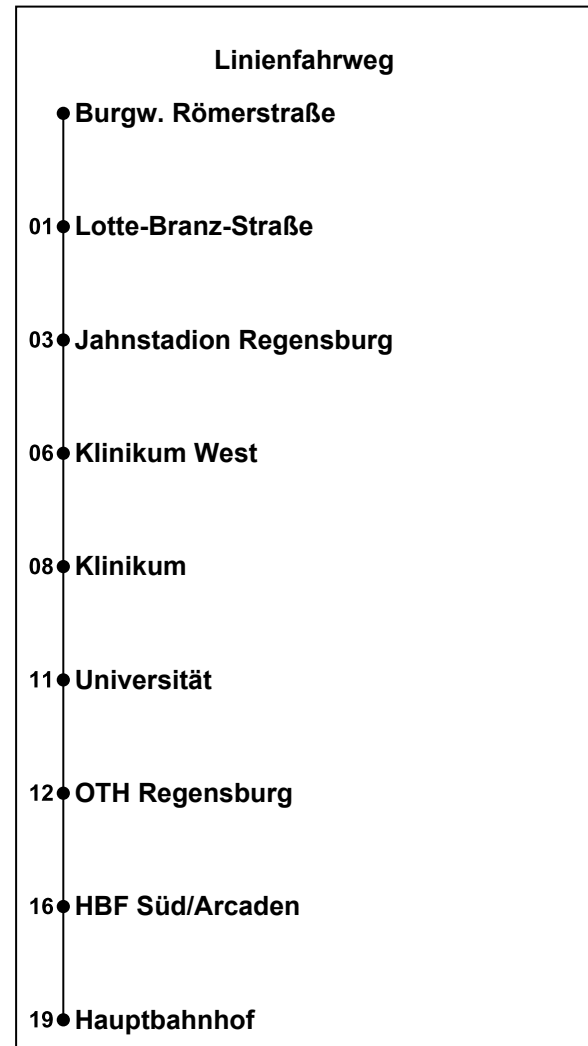 Linienfahrweg
Burgw. Römerstraße
01 Lotte-Branz-Straße
03 Jahnstadion Regensburg
06 Klinikum West
08 Klinikum
11 Universität
12 OTH Regensburg
16 HBF Süd/Arcaden
19 Hauptbahnhof